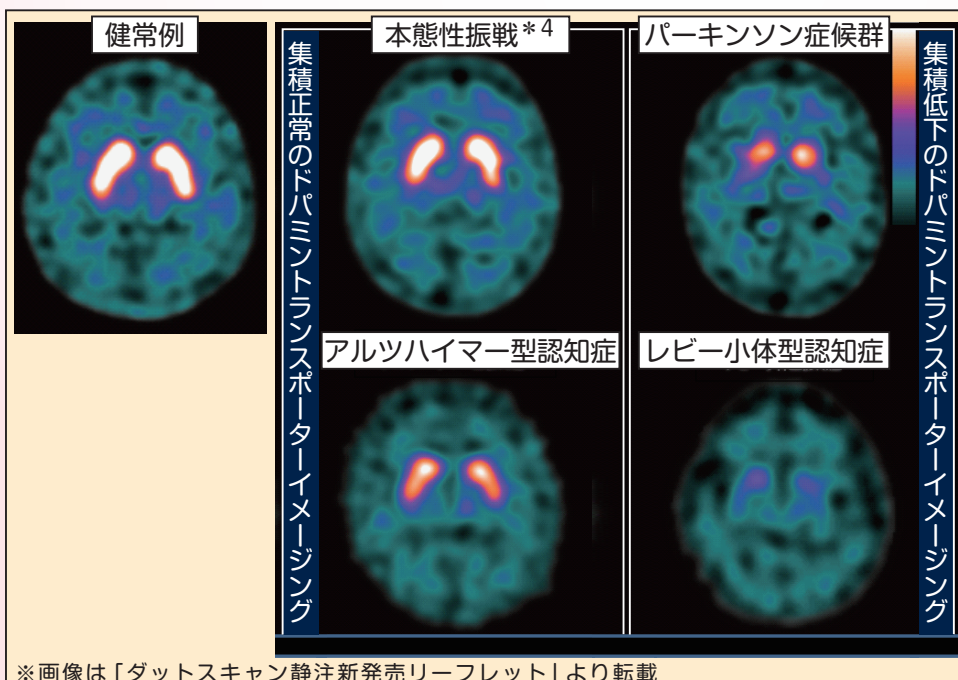 健常例
本態性振戦*4
パーキンソン症候群
集積正常のドパミントランスポーターイメージング
集積低下のドパミントランスポーターイメージング
アルツハイマー型認知症
レビー小体型認知症
※画像は「ダットスキャン静注新発売リーフレット」より転載